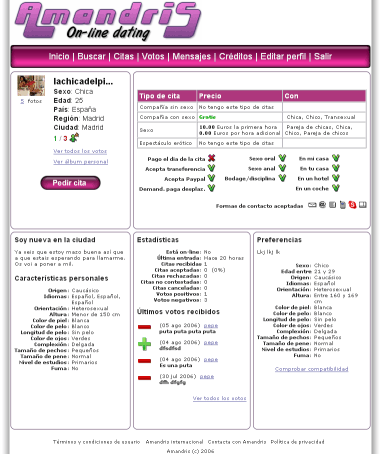 AmandriS
On-line dating
Inicio | Buscar | Citas | Votos | Mensajes | Créditos | Editar perfil | Salir
lachicadelpi...
Sexo: Chica
Edad: 25
País: España
Región: Madrid
Ciudad: Madrid
1 / 3
5 fotos
Ver todos los votos
Ver álbum personal
Pedir cita
Tipo de cita Precio Con
Compañía sin sexo No tengo este tipo de citas
Compañía con sexo Gratis Chica, Chico, Transexual
Sexo 10.00 Euros la primera hora Pareja de chicas, Chica,
0.00 Euros por hora adicional Chico, Pareja de chicos
Espectáculo erótico No tengo este tipo de citas
Pago el día de la cita Sexo oral En mi casa
Acepta transferencia Sexo anal En tu casa
Acepta Paypal Bodage/disciplina En un hotel
Demand. paga desplaz. En un coche
Formas de contacto aceptadas
Soy nueva en la ciudad
Ya seis que estoy mazo buena así que
a que estais esperando para llamarme.
Os voi a poner a mil.
Características personales
Origen: Caucásico
Idiomas: Español, Español,
Español
Orientación: Heterosexual
Altura: Menor de 150 cm
Color de piel: Blanca
Color de pelo: Blanco
Longitud de pelo: Sin pelo
Color de ojos: Verdes
Complexión: Delgada
Tamaño de pechos: Pequeños
Tamaño de pene: Normal
Nivel de estudios: Primarios
Fuma: No
Estadísticas
Está on-line: No
Última entrada: Hace 20 horas
Citas recibidas 1
Citas aceptadas: 0 (0%)
Citas rechazadas: 0
Citas no contestadas: 0
Citas canceladas: 0
Votos positivos: 1
Votos negativos: 3
Últimos votos recibidos
(05 ago 2006) pepe
puta puta puta puta
(04 ago 2006) pepe
(04 ago 2006) pepe
Es una puta
(30 jul 2006) pepe
Ver todos los votos
Preferencias
Lkj lkj lk
Sexo: Chico
Edad entre 21 y 29
Origen: Caucásico
Idiomas: Español
Orientación: Heterosexual
Altura: Entre 160 y 169
cm
Color de piel: Blanca
Color de pelo: Blanco
Longitud de pelo: Sin pelo
Color de ojos: Verdes
Complexión: Delgada
Tamaño de pechos: Pequeños
Tamaño de pene: Normal
Nivel de estudios: Primarios
Fuma: No
Comprobar compatibilidad
Términos y condiciones de usuario Amandris internacional Contacta con Amandris Política de privacidad
Amandris (c) 2006